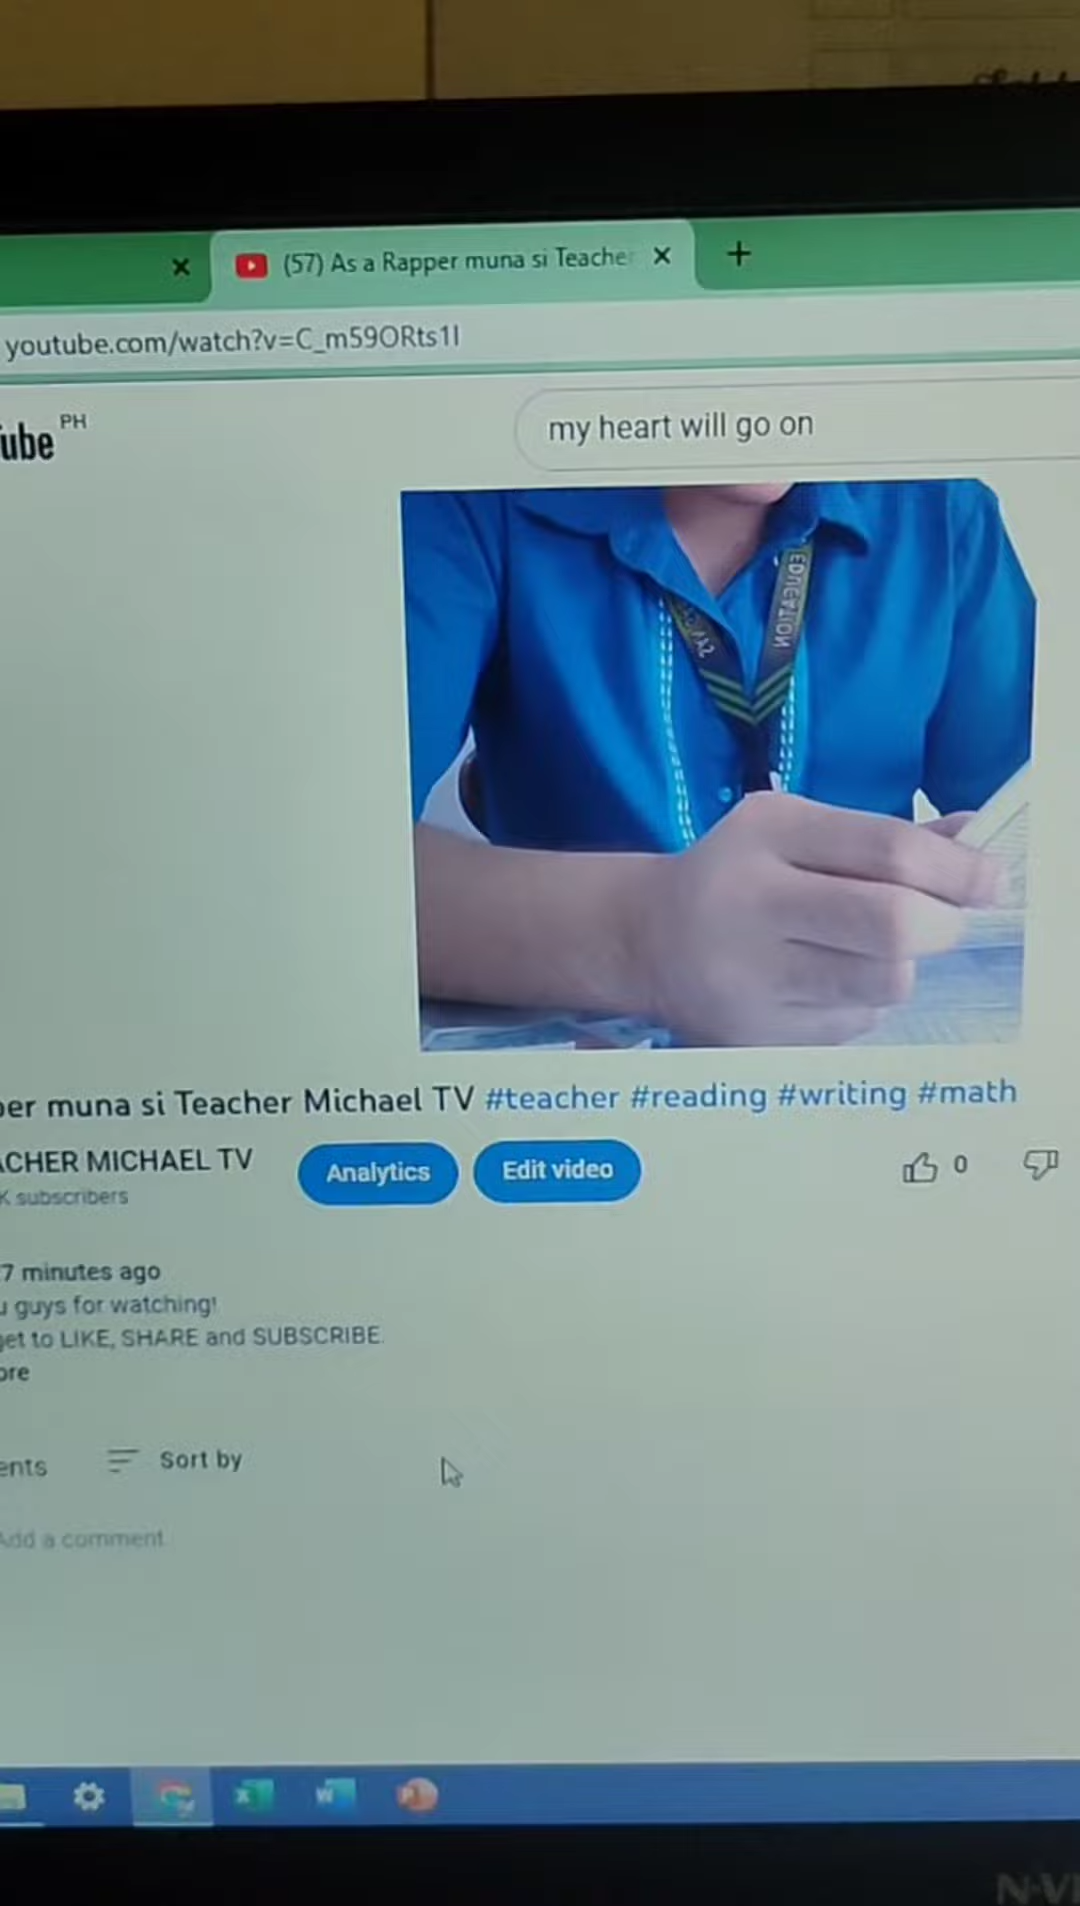 (57) As a Rapper muna si Teacher
youtube.com/watch?v=C_m59ORts1I
ube PH
my heart will go on
EDUCATION
er muna si Teacher Michael TV #teacher #reading #writing #math
ACHER MICHAEL TV
Analytics
Edit video
0
K subscribers
7 minutes ago
u guys for watching!
get to LIKE, SHARE and SUBSCRIBE.
ore
ents
Sort by
Add a comment
N-VI